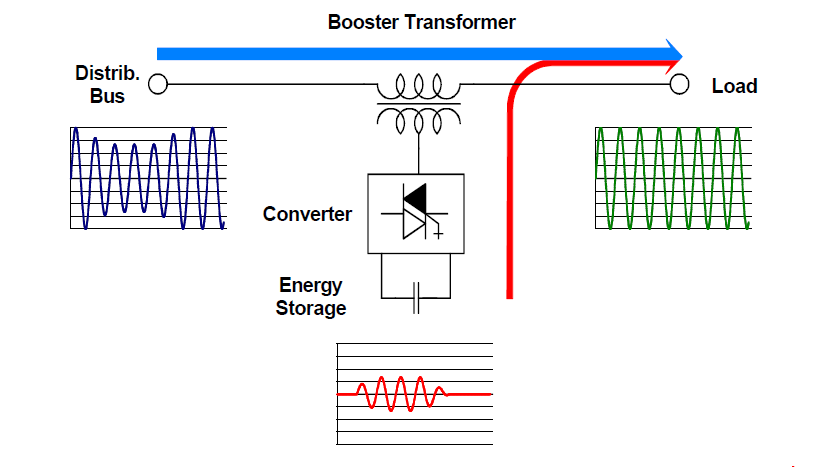 Booster Transformer
Distrib.
Bus
Load
Converter
Energy
Storage